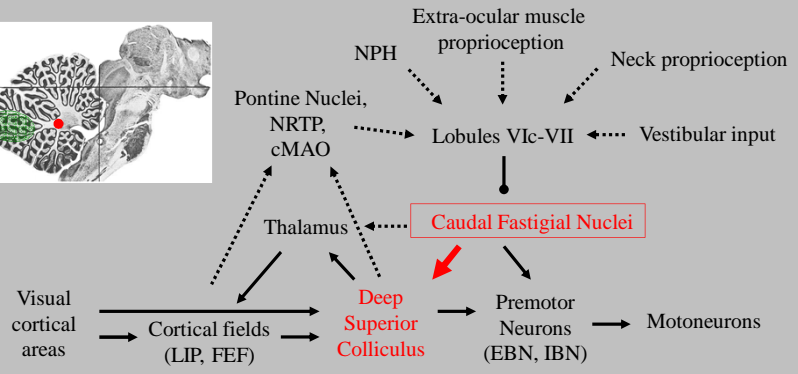 Extra-ocular muscle
proprioception
NPH
Neck proprioception
Pontine Nuclei,
NRTP,
cMAO
Lobules VIc-VII
Vestibular input
Caudal Fastigial Nuclei
Thalamus
Visual
cortical
areas
Cortical fields
(LIP, FEF)
Deep
Superior
Colliculus
Premotor
Neurons
(EBN, IBN)
Motoneurons